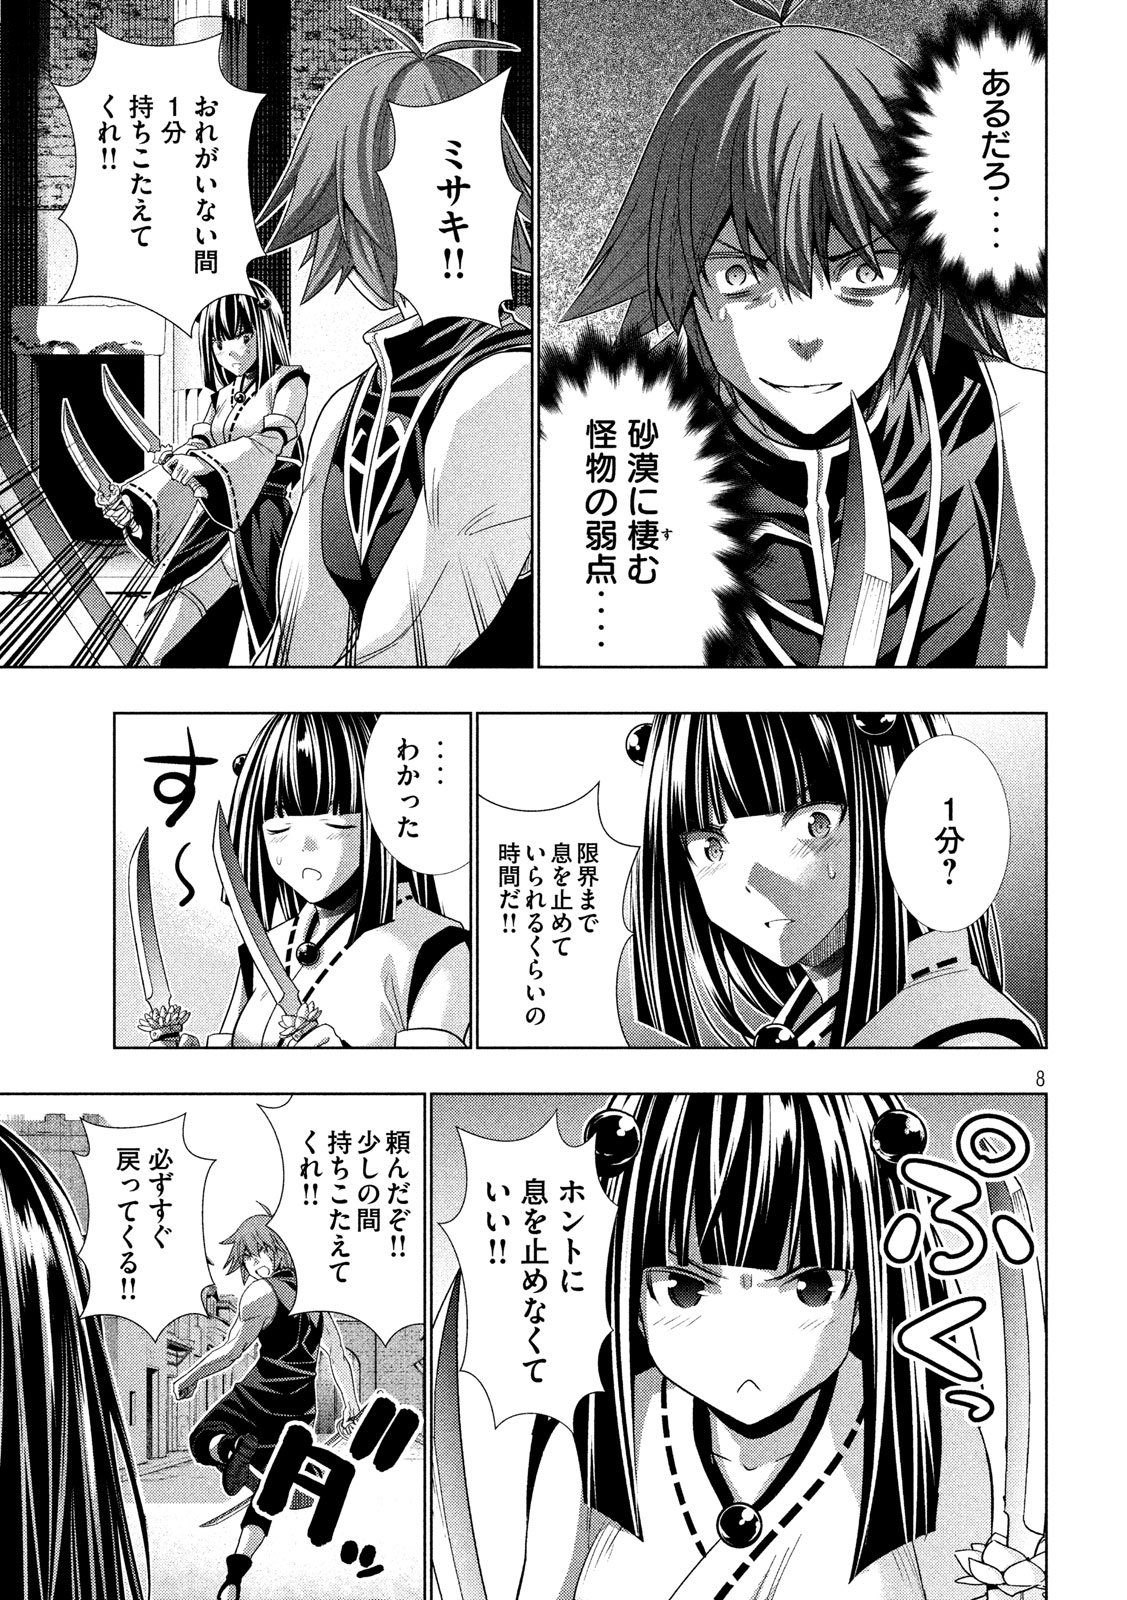 あるだろ
‥‥
砂漠に棲む
す
怪物の弱点
‥‥
ミサキ!!
おれがいない間
1分
持ちこたえて
くれ!!
1分?
限界まで
息を止めて
いられるくらいの
時間だ!!
‥‥
わかった
す〜
8
ぷくっ
ホントに
息を止めなくて
いい!!
頼んだぞ!!
少しの間
持ちこたえて
くれ!!
必ずすぐ
戻ってくる!!
ダッ